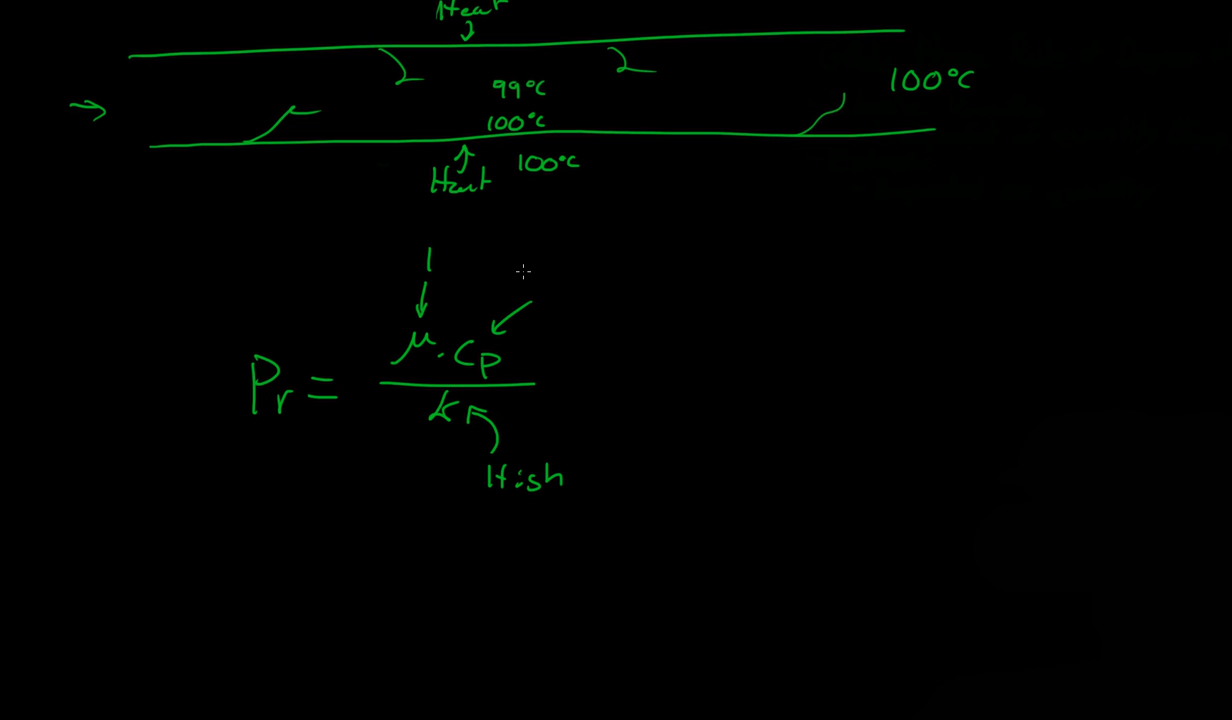 Heat
99°C
100°C
100°C
Heat 100°C
1
Pr = μ·Cp / k
High